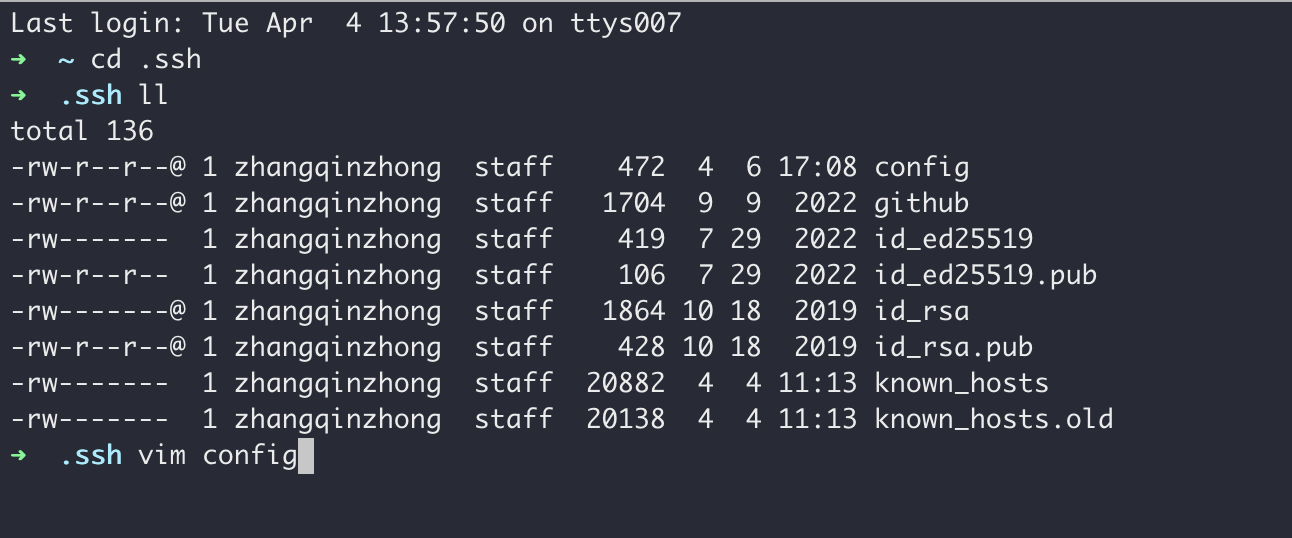 Last login: Tue Apr  4 13:57:50 on ttys007
➜  ~ cd .ssh
➜  .ssh ll
total 136
-rw-r--r--@ 1 zhangqinzhong  staff    472  4  6 17:08 config
-rw-r--r--@ 1 zhangqinzhong  staff   1704  9  9  2022 github
-rw-------  1 zhangqinzhong  staff    419  7 29  2022 id_ed25519
-rw-r--r--  1 zhangqinzhong  staff    106  7 29  2022 id_ed25519.pub
-rw-------@ 1 zhangqinzhong  staff   1864 10 18  2019 id_rsa
-rw-r--r--@ 1 zhangqinzhong  staff    428 10 18  2019 id_rsa.pub
-rw-------  1 zhangqinzhong  staff  20882  4  4 11:13 known_hosts
-rw-------  1 zhangqinzhong  staff  20138  4  4 11:13 known_hosts.old
➜  .ssh vim config